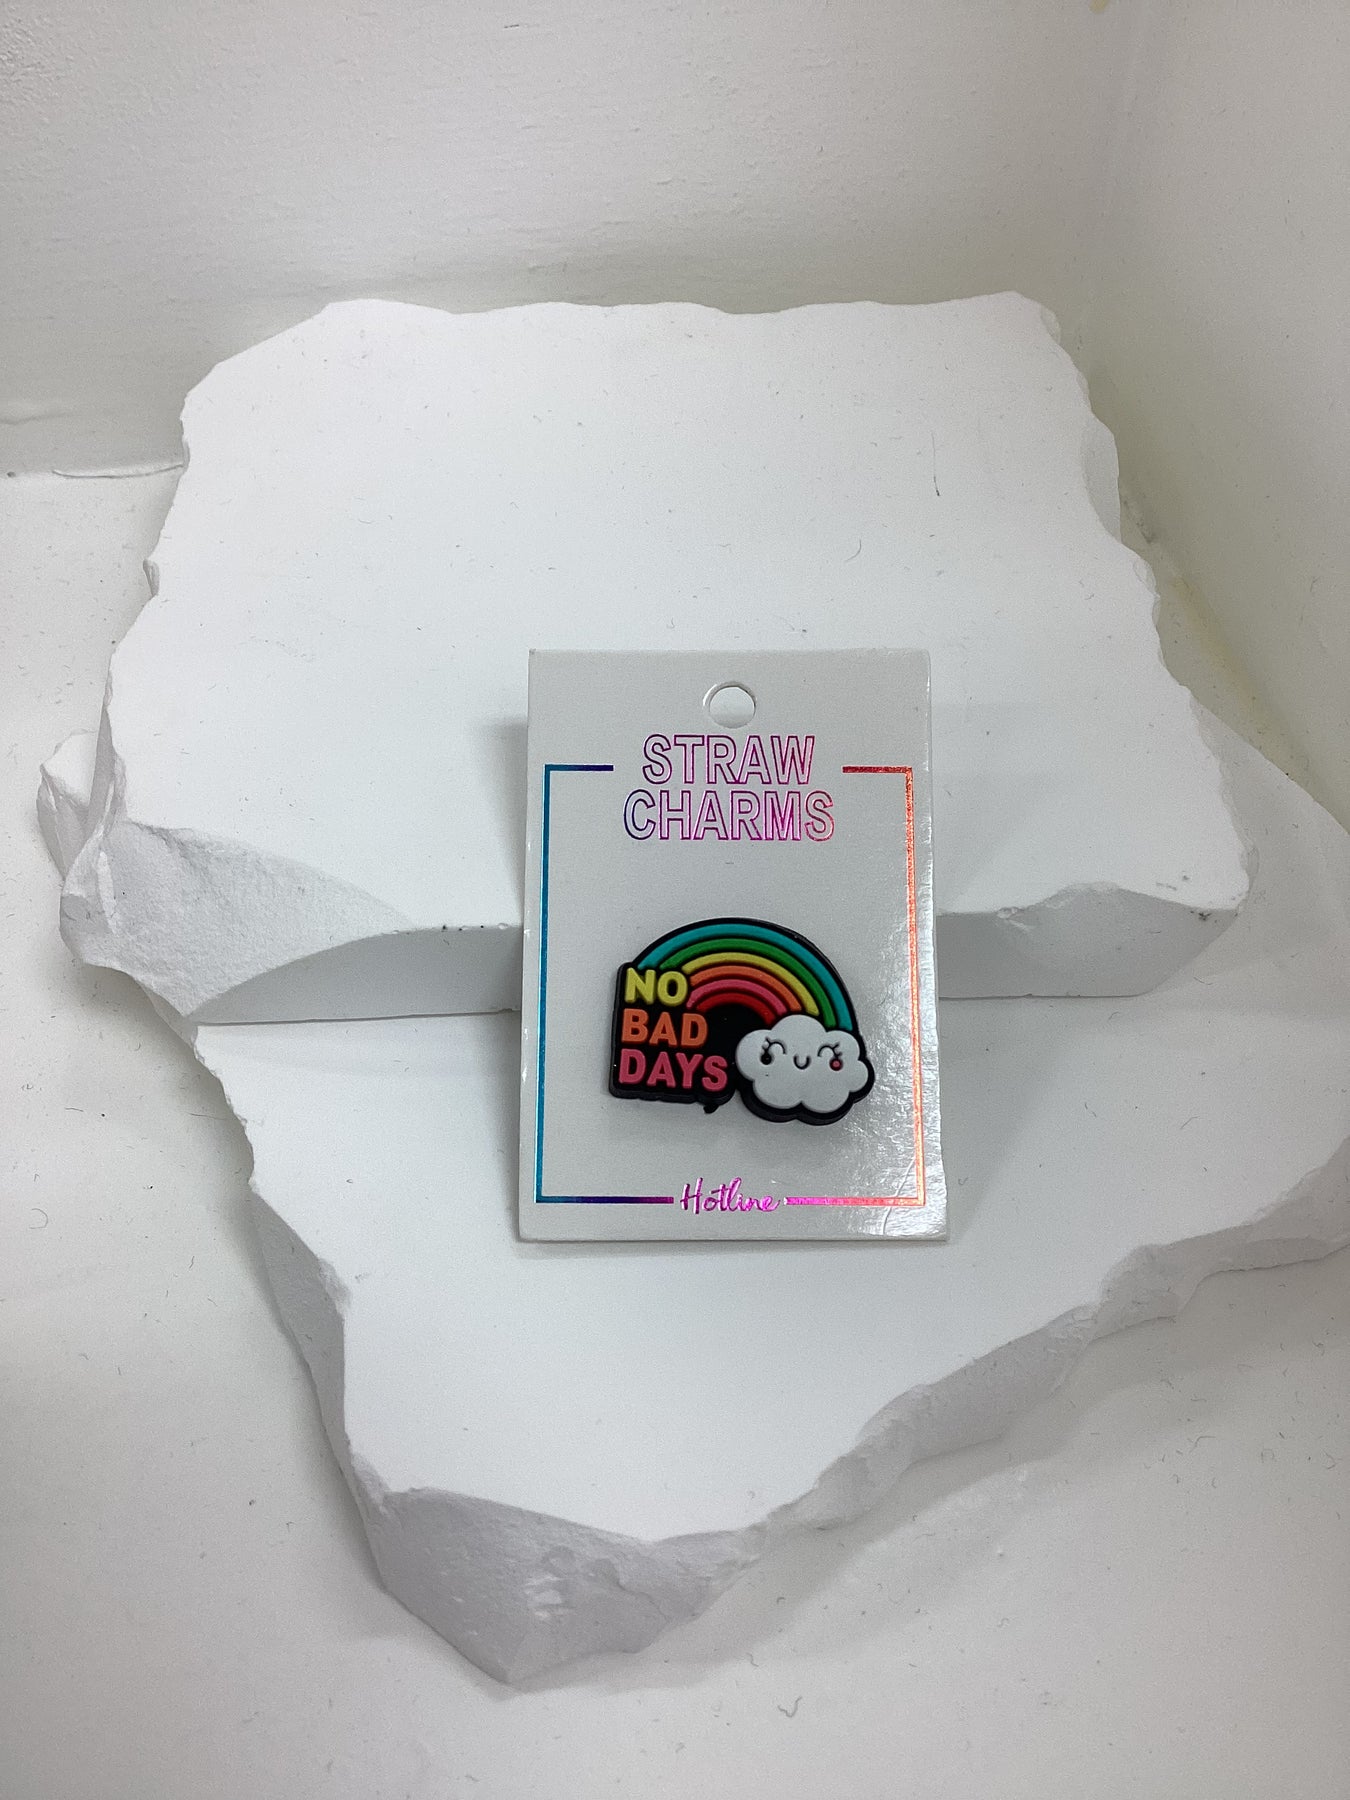 STRAW
CHARMS
NO
BAD
DAYS
Hotline